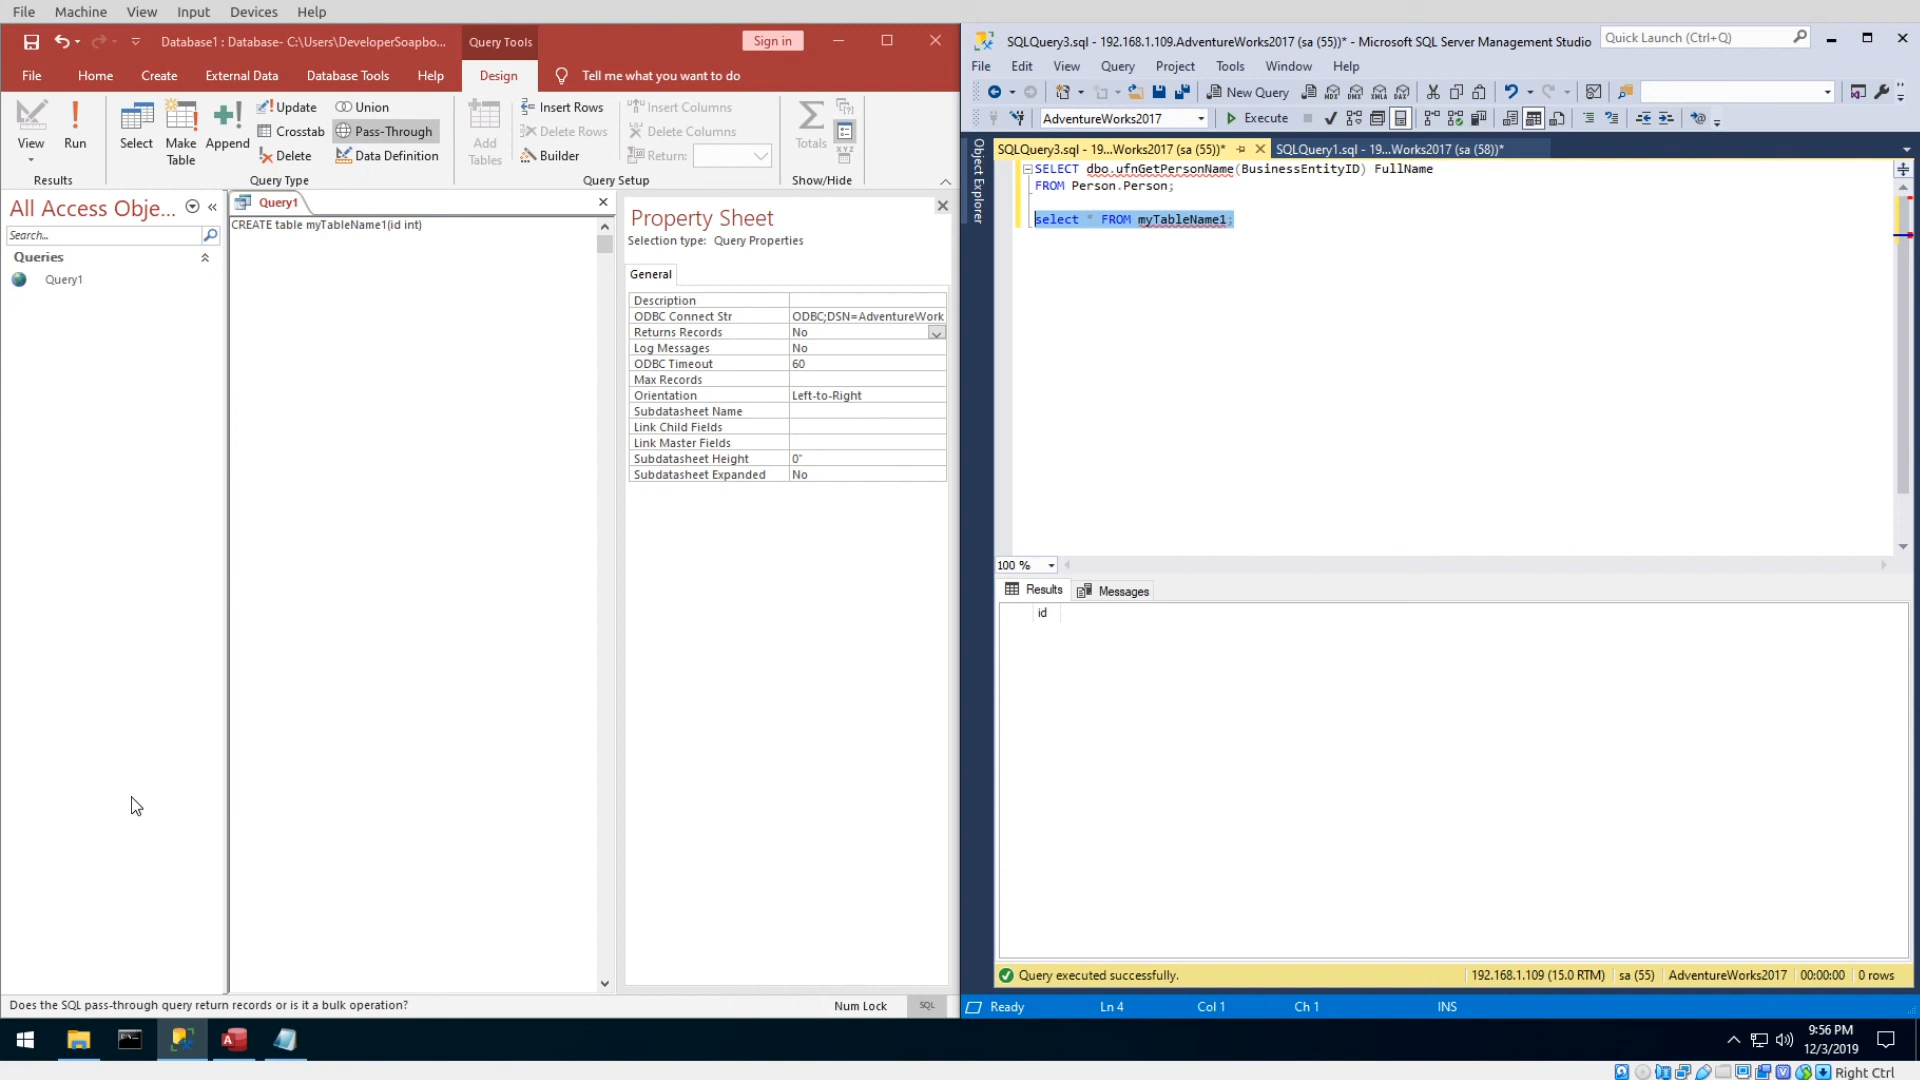 File Machine View Input Devices Help
Database1 : Database- C:\Users\DeveloperSoapbo... Query Tools Sign in
File Home Create External Data Database Tools Help Design Tell me what you want to do
View Run Select Make Table Append
Update Union
Crosstab Pass-Through
Delete Data Definition
Add Tables
Insert Rows Insert Columns
Delete Rows Delete Columns
Builder Return:
Totals
Results Query Type Query Setup Show/Hide
All Access Obje...
Search...
Queries
Query1
Query1
CREATE table myTableName1(id int)
Property Sheet
Selection type: Query Properties
General
Description
ODBC Connect Str ODBC;DSN=AdventureWork
Returns Records No
Log Messages No
ODBC Timeout 60
Max Records
Orientation Left-to-Right
Subdatasheet Name
Link Child Fields
Link Master Fields
Subdatasheet Height 0"
Subdatasheet Expanded No
Does the SQL pass-through query return records or is it a bulk operation? Num Lock SQL
SQLQuery3.sql - 192.168.1.109.AdventureWorks2017 (sa (55))* - Microsoft SQL Server Management Studio Quick Launch (Ctrl+Q)
File Edit View Query Project Tools Window Help
New Query MDX DMX XMLA DAX
AdventureWorks2017 Execute
Object Explorer
SQLQuery3.sql - 19...Works2017 (sa (55))* SQLQuery1.sql - 19...Works2017 (sa (58))*
SELECT dbo.ufnGetPersonName(BusinessEntityID) FullName
FROM Person.Person;
select * FROM myTableName1;
100 %
Results Messages
id
Query executed successfully. 192.168.1.109 (15.0 RTM) sa (55) AdventureWorks2017 00:00:00 0 rows
Ready Ln 4 Col 1 Ch 1 INS
9:56 PM
12/3/2019
Right Ctrl